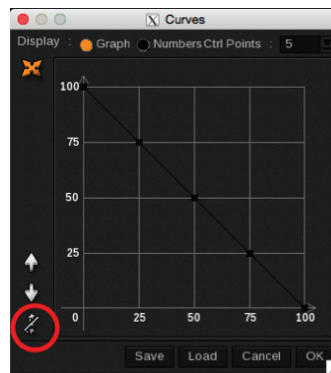 X Curves
Display : Graph Numbers Ctrl Points : 5
100
75
50
25
0 25 50 75 100
Save Load Cancel OK